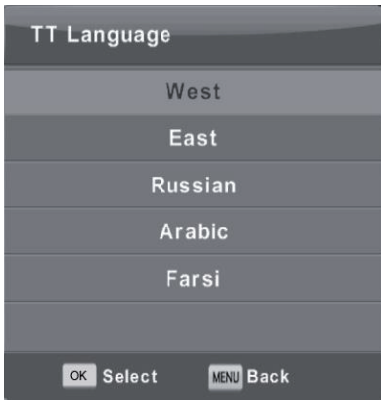 TT Language
West
East
Russian
Arabic
Farsi
OK Select MENU Back